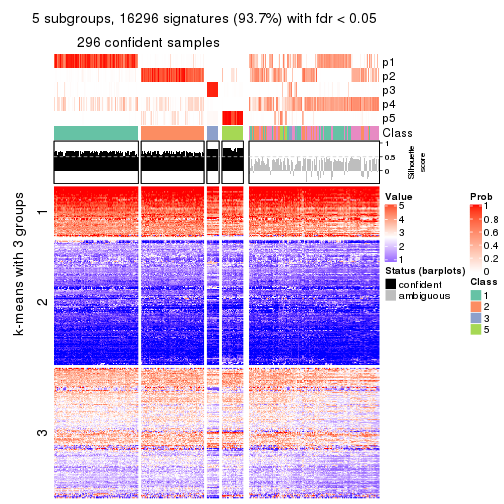 5 subgroups, 16296 signatures (93.7%) with fdr < 0.05
296 confident samples
p1
p2
p3
p4
p5
Class
1
0.5
0
Silhouette
score
k-means with 3 groups
1
2
3
Value
5
4
3
2
1
Status (barplots)
confident
ambiguous
Prob
1
0.8
0.6
0.4
0.2
0
Class
1
2
3
4